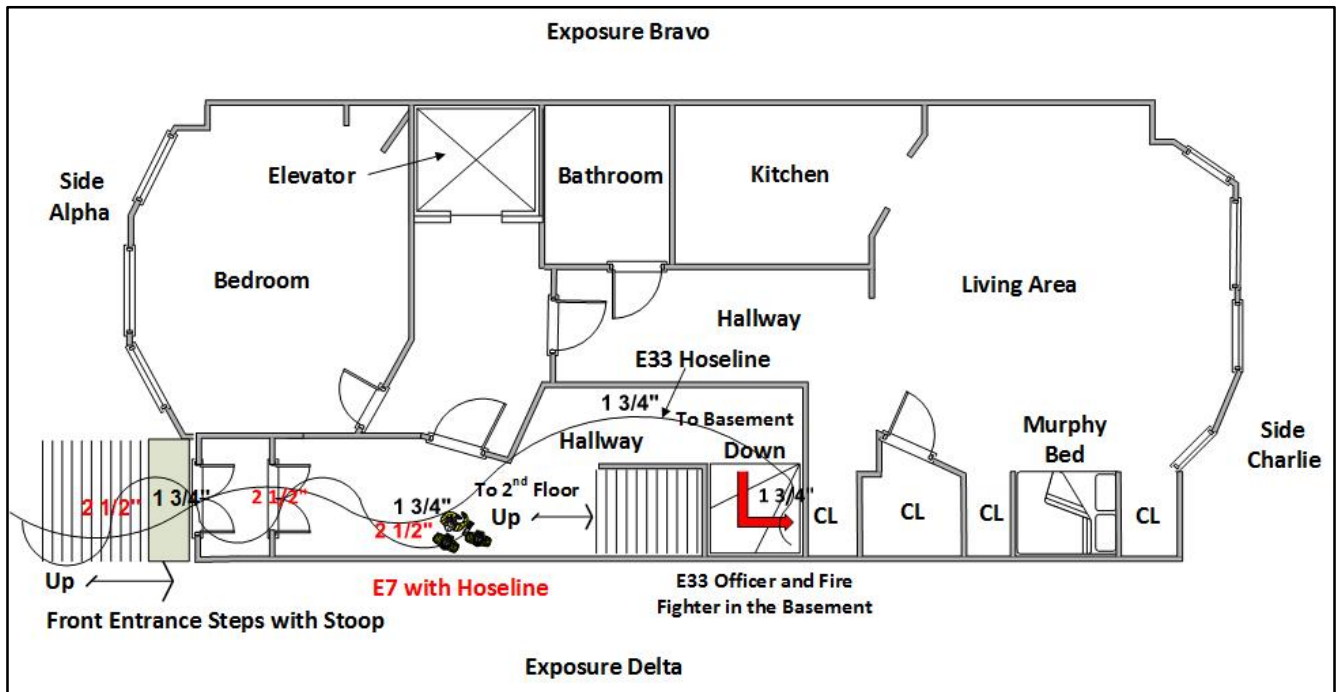 Exposure Bravo
Side
Alpha
Elevator
Bathroom
Kitchen
Bedroom
Living Area
Hallway
E33 Hoseline
1 3/4"
To Basement
Hallway
Down
Murphy
Bed
Side
Charlie
2 1/2"
1 3/4"
2 1/2"
1 3/4"
2 1/2"
To 2nd Floor
Up
1 3/4"
CL
CL
CL
CL
Up
Front Entrance Steps with Stoop
E7 with Hoseline
E33 Officer and Fire
Fighter in the Basement
Exposure Delta